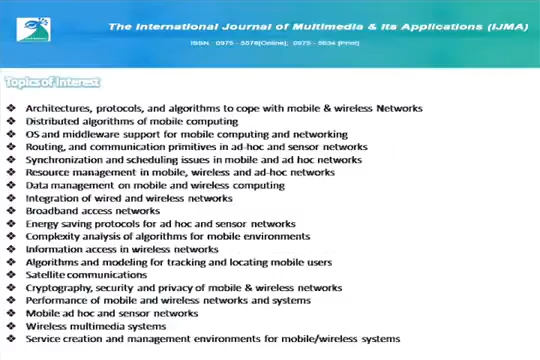 The International Journal of Multimedia & Its Applications (IJMA)
ISSN : 0975 - 5578[Online]; 0975 - 5934 [Print]
Topics of Interest
❖ Architectures, protocols, and algorithms to cope with mobile & wireless Networks
❖ Distributed algorithms of mobile computing
❖ OS and middleware support for mobile computing and networking
❖ Routing, and communication primitives in ad-hoc and sensor networks
❖ Synchronization and scheduling issues in mobile and ad hoc networks
❖ Resource management in mobile, wireless and ad-hoc networks
❖ Data management on mobile and wireless computing
❖ Integration of wired and wireless networks
❖ Broadband access networks
❖ Energy saving protocols for ad hoc and sensor networks
❖ Complexity analysis of algorithms for mobile environments
❖ Information access in wireless networks
❖ Algorithms and modeling for tracking and locating mobile users
❖ Satellite communications
❖ Cryptography, security and privacy of mobile & wireless networks
❖ Performance of mobile and wireless networks and systems
❖ Mobile ad hoc and sensor networks
❖ Wireless multimedia systems
❖ Service creation and management environments for mobile/wireless systems